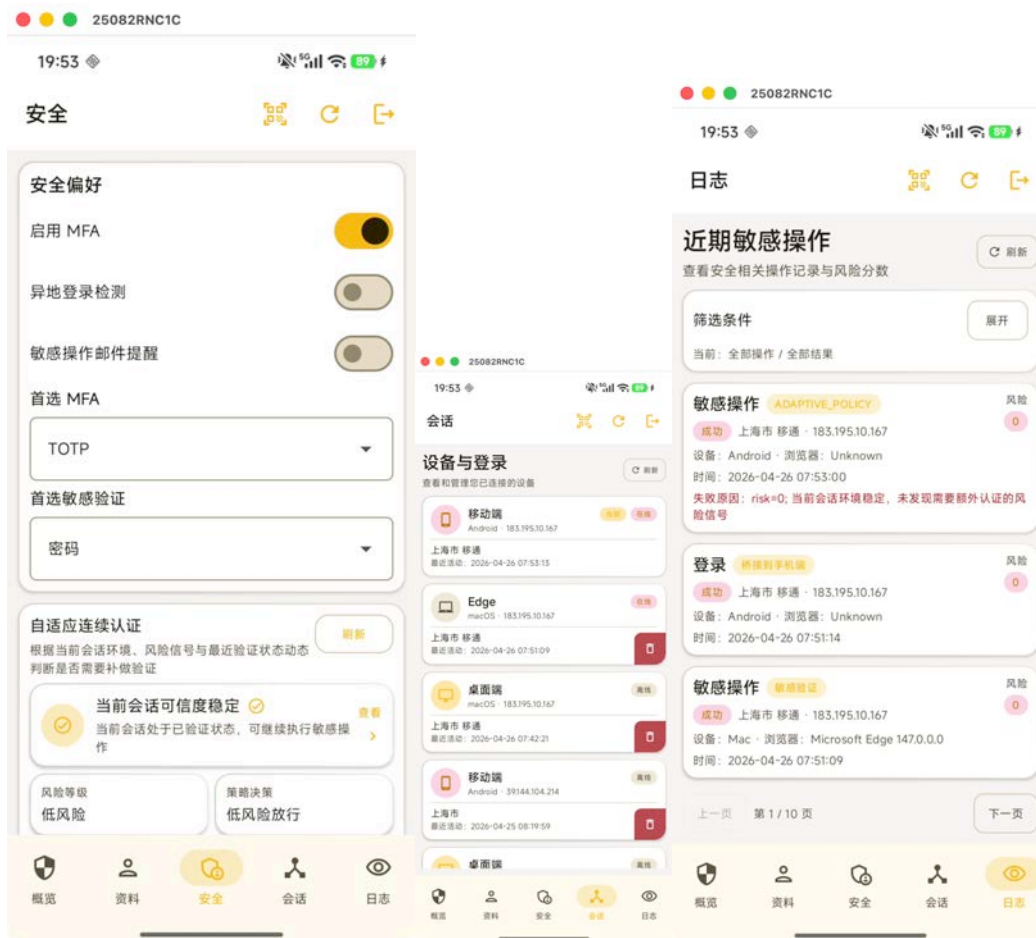 25082RNC1C
19:53
5G
89
安全
安全偏好
启用 MFA
异地登录检测
敏感操作邮件提醒
首选 MFA
TOTP
首选敏感验证
密码
自适应连续认证
刷新
根据当前会话环境、风险信号与最近验证状态动态
判断是否需要补做验证
当前会话可信度稳定
查看
当前会话处于已验证状态，可继续执行敏感操
作
风险等级
低风险
策略决策
低风险放行
概览
资料
安全
会话
日志
25082RNC1C
19:53
5G
89
会话
设备与登录
刷新
查看和管理您已连接的设备
移动端
在线
Android · 183.195.10.167
上海市 移通
最近活动：2026-04-26 07:53:13
Edge
在线
macOS · 183.195.10.167
上海市 移通
最近活动：2026-04-26 07:51:09
桌面端
离线
macOS · 183.195.10.167
上海市 移通
最近活动：2026-04-26 07:42:21
移动端
离线
Android · 39.144.104.214
上海市
最近活动：2026-04-25 08:19:59
桌面端
离线
概览
资料
安全
会话
日志
25082RNC1C
19:53
5G
89
日志
近期敏感操作
刷新
查看安全相关操作记录与风险分数
筛选条件
展开
当前：全部操作 / 全部结果
敏感操作 ADAPTIVE_POLICY
风险
成功 上海市 移通 · 183.195.10.167
0
设备：Android · 浏览器：Unknown
时间：2026-04-26 07:53:00
失败原因：risk=0; 当前会话环境稳定，未发现需要额外认证的风
险信号
登录 桥接到手机端
风险
成功 上海市 移通 · 183.195.10.167
0
设备：Android · 浏览器：Unknown
时间：2026-04-26 07:51:14
敏感操作 敏感验证
风险
成功 上海市 移通 · 183.195.10.167
0
设备：Mac · 浏览器：Microsoft Edge 147.0.0.0
时间：2026-04-26 07:51:09
上一页
第 1 / 10 页
下一页
概览
资料
安全
会话
日志